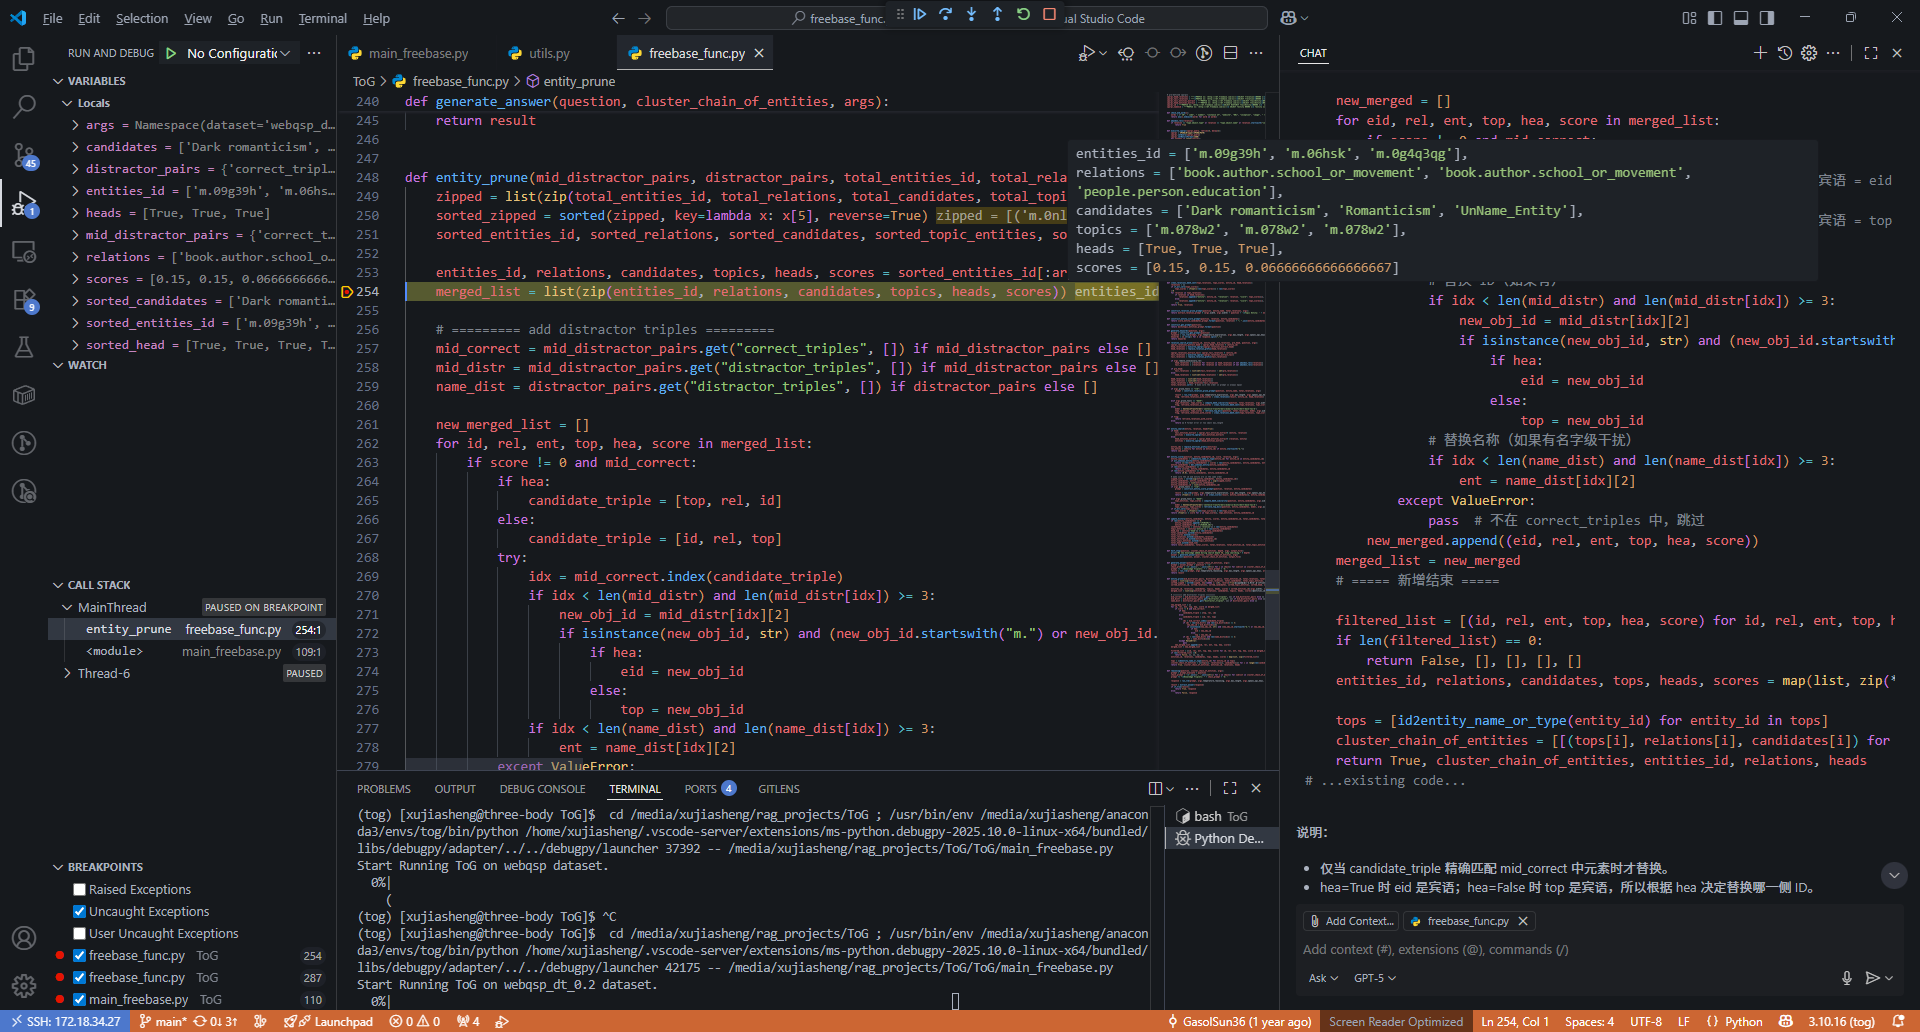 File Edit Selection View Go Run Terminal Help
freebase_func. ual Studio Code
RUN AND DEBUG No Configuratic
VARIABLES
Locals
args = Namespace(dataset='webqsp_d…
candidates = ['Dark romanticism', …
distractor_pairs = {'correct_tripl…
entities_id = ['m.09g39h', 'm.06hs…
heads = [True, True, True]
mid_distractor_pairs = {'correct_t…
relations = ['book.author.school_o…
scores = [0.15, 0.15, 0.0666666666…
sorted_candidates = ['Dark romanti…
sorted_entities_id = ['m.09g39h', …
sorted_head = [True, True, True, T…
WATCH
CALL STACK
MainThread PAUSED ON BREAKPOINT
entity_prune freebase_func.py 254:1
<module> main_freebase.py 109:1
Thread-6 PAUSED
BREAKPOINTS
Raised Exceptions
Uncaught Exceptions
User Uncaught Exceptions
freebase_func.py ToG 254
freebase_func.py ToG 287
main_freebase.py ToG 110
45
1
9
main_freebase.py utils.py freebase_func.py
ToG > freebase_func.py > entity_prune
240 def generate_answer(question, cluster_chain_of_entities, args):
245 return result
246
247
248 def entity_prune(mid_distractor_pairs, distractor_pairs, total_entities_id, total_rela
249 zipped = list(zip(total_entities_id, total_relations, total_candidates, total_topi
250 sorted_zipped = sorted(zipped, key=lambda x: x[5], reverse=True) zipped = [('m.0nl
251 sorted_entities_id, sorted_relations, sorted_candidates, sorted_topic_entities, so
252
253 entities_id, relations, candidates, topics, heads, scores = sorted_entities_id[:ar
254 merged_list = list(zip(entities_id, relations, candidates, topics, heads, scores)) entities_id
255
256 # ========= add distractor triples =========
257 mid_correct = mid_distractor_pairs.get("correct_triples", []) if mid_distractor_pairs else []
258 mid_distr = mid_distractor_pairs.get("distractor_triples", []) if mid_distractor_pairs else []
259 name_dist = distractor_pairs.get("distractor_triples", []) if distractor_pairs else []
260
261 new_merged_list = []
262 for id, rel, ent, top, hea, score in merged_list:
263 if score != 0 and mid_correct:
264 if hea:
265 candidate_triple = [top, rel, id]
266 else:
267 candidate_triple = [id, rel, top]
268 try:
269 idx = mid_correct.index(candidate_triple)
270 if idx < len(mid_distr) and len(mid_distr[idx]) >= 3:
271 new_obj_id = mid_distr[idx][2]
272 if isinstance(new_obj_id, str) and (new_obj_id.startswith("m.") or new_obj_id.
273 if hea:
274 eid = new_obj_id
275 else:
276 top = new_obj_id
277 if idx < len(name_dist) and len(name_dist[idx]) >= 3:
278 ent = name_dist[idx][2]
279 except ValueError:
entities_id = ['m.09g39h', 'm.06hsk', 'm.0g4q3qg'],
relations = ['book.author.school_or_movement', 'book.author.school_or_movement',
'people.person.education'],
candidates = ['Dark romanticism', 'Romanticism', 'UnName_Entity'],
topics = ['m.078w2', 'm.078w2', 'm.078w2'],
heads = [True, True, True],
scores = [0.15, 0.15, 0.06666666666666667]
PROBLEMS OUTPUT DEBUG CONSOLE TERMINAL PORTS 4 GITLENS
(tog) [xujiasheng@three-body ToG]$ cd /media/xujiasheng/rag_projects/ToG ; /usr/bin/env /media/xujiasheng/anacon
da3/envs/tog/bin/python /home/xujiasheng/.vscode-server/extensions/ms-python.debugpy-2025.10.0-linux-x64/bundled/
libs/debugpy/adapter/../../debugpy/launcher 37392 -- /media/xujiasheng/rag_projects/ToG/ToG/main_freebase.py
Start Running ToG on webqsp dataset.
0%|
(
(tog) [xujiasheng@three-body ToG]$ ^C
(tog) [xujiasheng@three-body ToG]$ cd /media/xujiasheng/rag_projects/ToG ; /usr/bin/env /media/xujiasheng/anacon
da3/envs/tog/bin/python /home/xujiasheng/.vscode-server/extensions/ms-python.debugpy-2025.10.0-linux-x64/bundled/
libs/debugpy/adapter/../../debugpy/launcher 42175 -- /media/xujiasheng/rag_projects/ToG/ToG/main_freebase.py
Start Running ToG on webqsp_dt_0.2 dataset.
0%|
bash ToG
Python De...
CHAT
new_merged = []
for eid, rel, ent, top, hea, score in merged_list:
宾语 = eid
宾语 = top
if idx < len(mid_distr) and len(mid_distr[idx]) >= 3:
new_obj_id = mid_distr[idx][2]
if isinstance(new_obj_id, str) and (new_obj_id.startswith
if hea:
eid = new_obj_id
else:
top = new_obj_id
# 替换名称（如果有名字级干扰）
if idx < len(name_dist) and len(name_dist[idx]) >= 3:
ent = name_dist[idx][2]
except ValueError:
pass # 不在 correct_triples 中，跳过
new_merged.append((eid, rel, ent, top, hea, score))
merged_list = new_merged
# ===== 新增结束 =====
filtered_list = [(id, rel, ent, top, hea, score) for id, rel, ent, top, h
if len(filtered_list) == 0:
return False, [], [], [], []
entities_id, relations, candidates, tops, heads, scores = map(list, zip(*
tops = [id2entity_name_or_type(entity_id) for entity_id in tops]
cluster_chain_of_entities = [[(tops[i], relations[i], candidates[i]) for
return True, cluster_chain_of_entities, entities_id, relations, heads
# ...existing code...
说明：
• 仅当 candidate_triple 精确匹配 mid_correct 中元素时才替换。
• hea=True 时 eid 是宾语；hea=False 时 top 是宾语，所以根据 hea 决定替换哪一侧 ID。
Add Context... freebase_func.py
Add context (#), extensions (@), commands (/)
Ask GPT-5
SSH: 172.18.34.27 main* 0↓ 3↑ Launchpad 0 0 4 GasolSun36 (1 year ago) Screen Reader Optimized Ln 254, Col 1 Spaces: 4 UTF-8 LF Python 3.10.16 (tog)